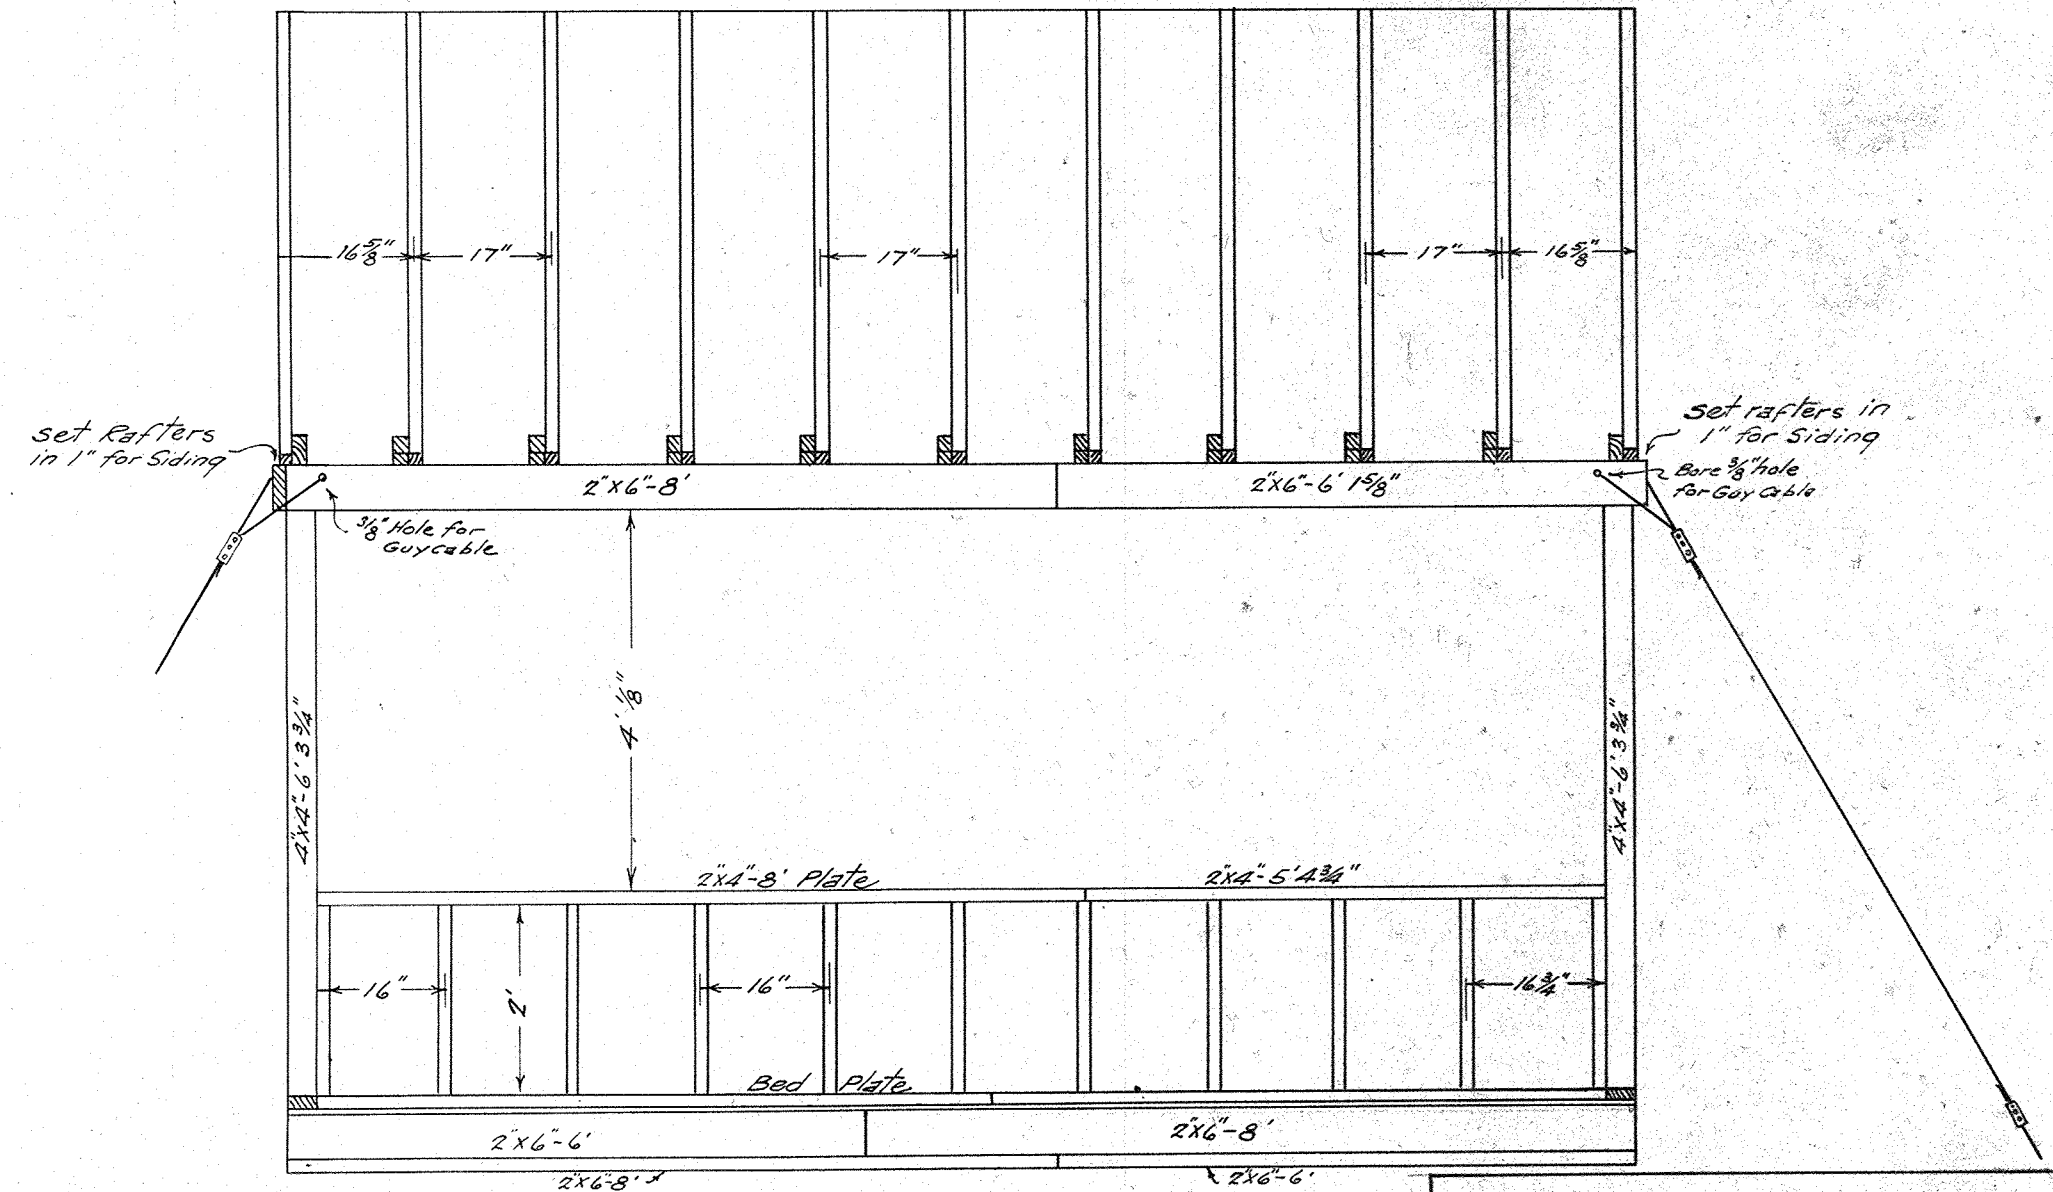 16 5/8"
17"
17"
17"
16 5/8"
Set Rafters
in 1" for Siding
Set rafters in
1" for Siding
2"x6"-8'
2"x6"-6' 1 5/8"
Bore 3/8" hole
for Guy Cable
3/8" Hole for
Guy cable
4' 1/8"
4"x4"-6' 3 3/4"
4"x4"-6' 3 3/4"
2"x4"-8' Plate
2"x4"-5' 4 3/4"
16"
2'
16"
16 3/4"
Bed Plate
2"x6"-6'
2"x6"-8'
2"x6-8'
2"x6"-6'